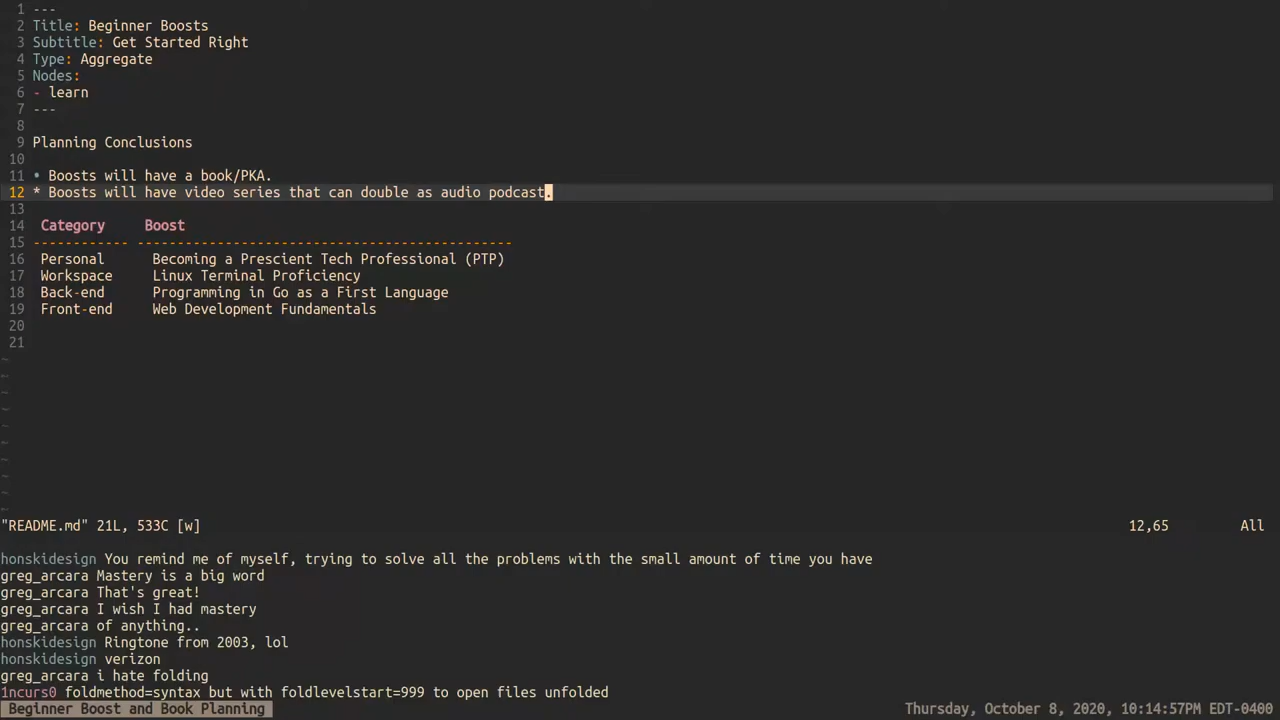 1 ---
2 Title: Beginner Boosts
3 Subtitle: Get Started Right
4 Type: Aggregate
5 Nodes:
6 - learn
7 ---
8
9 Planning Conclusions
10
11 • Boosts will have a book/PKA.
12 * Boosts will have video series that can double as audio podcast.
13
14 Category Boost
15 ------------ -----------------------------------------------
16 Personal Becoming a Prescient Tech Professional (PTP)
17 Workspace Linux Terminal Proficiency
18 Back-end Programming in Go as a First Language
19 Front-end Web Development Fundamentals
20
21
~
~
~
~
~
~
~
~
~
~
"README.md" 21L, 533C [w] 12,65 All
honskidesign You remind me of myself, trying to solve all the problems with the small amount of time you have
greg_arcara Mastery is a big word
greg_arcara That's great!
greg_arcara I wish I had mastery
greg_arcara of anything..
honskidesign Ringtone from 2003, lol
honskidesign verizon
greg_arcara i hate folding
1ncurs0 foldmethod=syntax but with foldlevelstart=999 to open files unfolded
Beginner Boost and Book Planning Thursday, October 8, 2020, 10:14:57PM EDT-0400